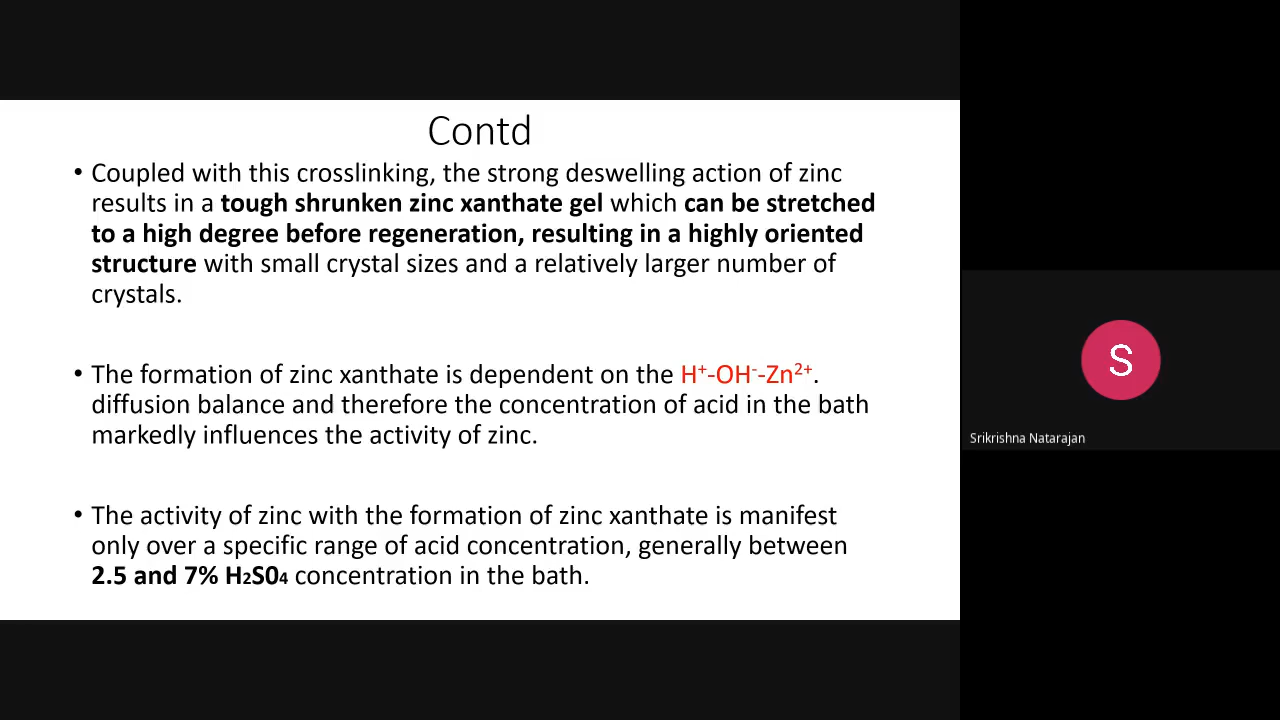 Contd
• Coupled with this crosslinking, the strong deswelling action of zinc
results in a tough shrunken zinc xanthate gel which can be stretched
to a high degree before regeneration, resulting in a highly oriented
structure with small crystal sizes and a relatively larger number of
crystals.
• The formation of zinc xanthate is dependent on the H⁺-OH⁻-Zn²⁺.
diffusion balance and therefore the concentration of acid in the bath
markedly influences the activity of zinc.
• The activity of zinc with the formation of zinc xanthate is manifest
only over a specific range of acid concentration, generally between
2.5 and 7% H₂S0₄ concentration in the bath.
S
Srikrishna Natarajan